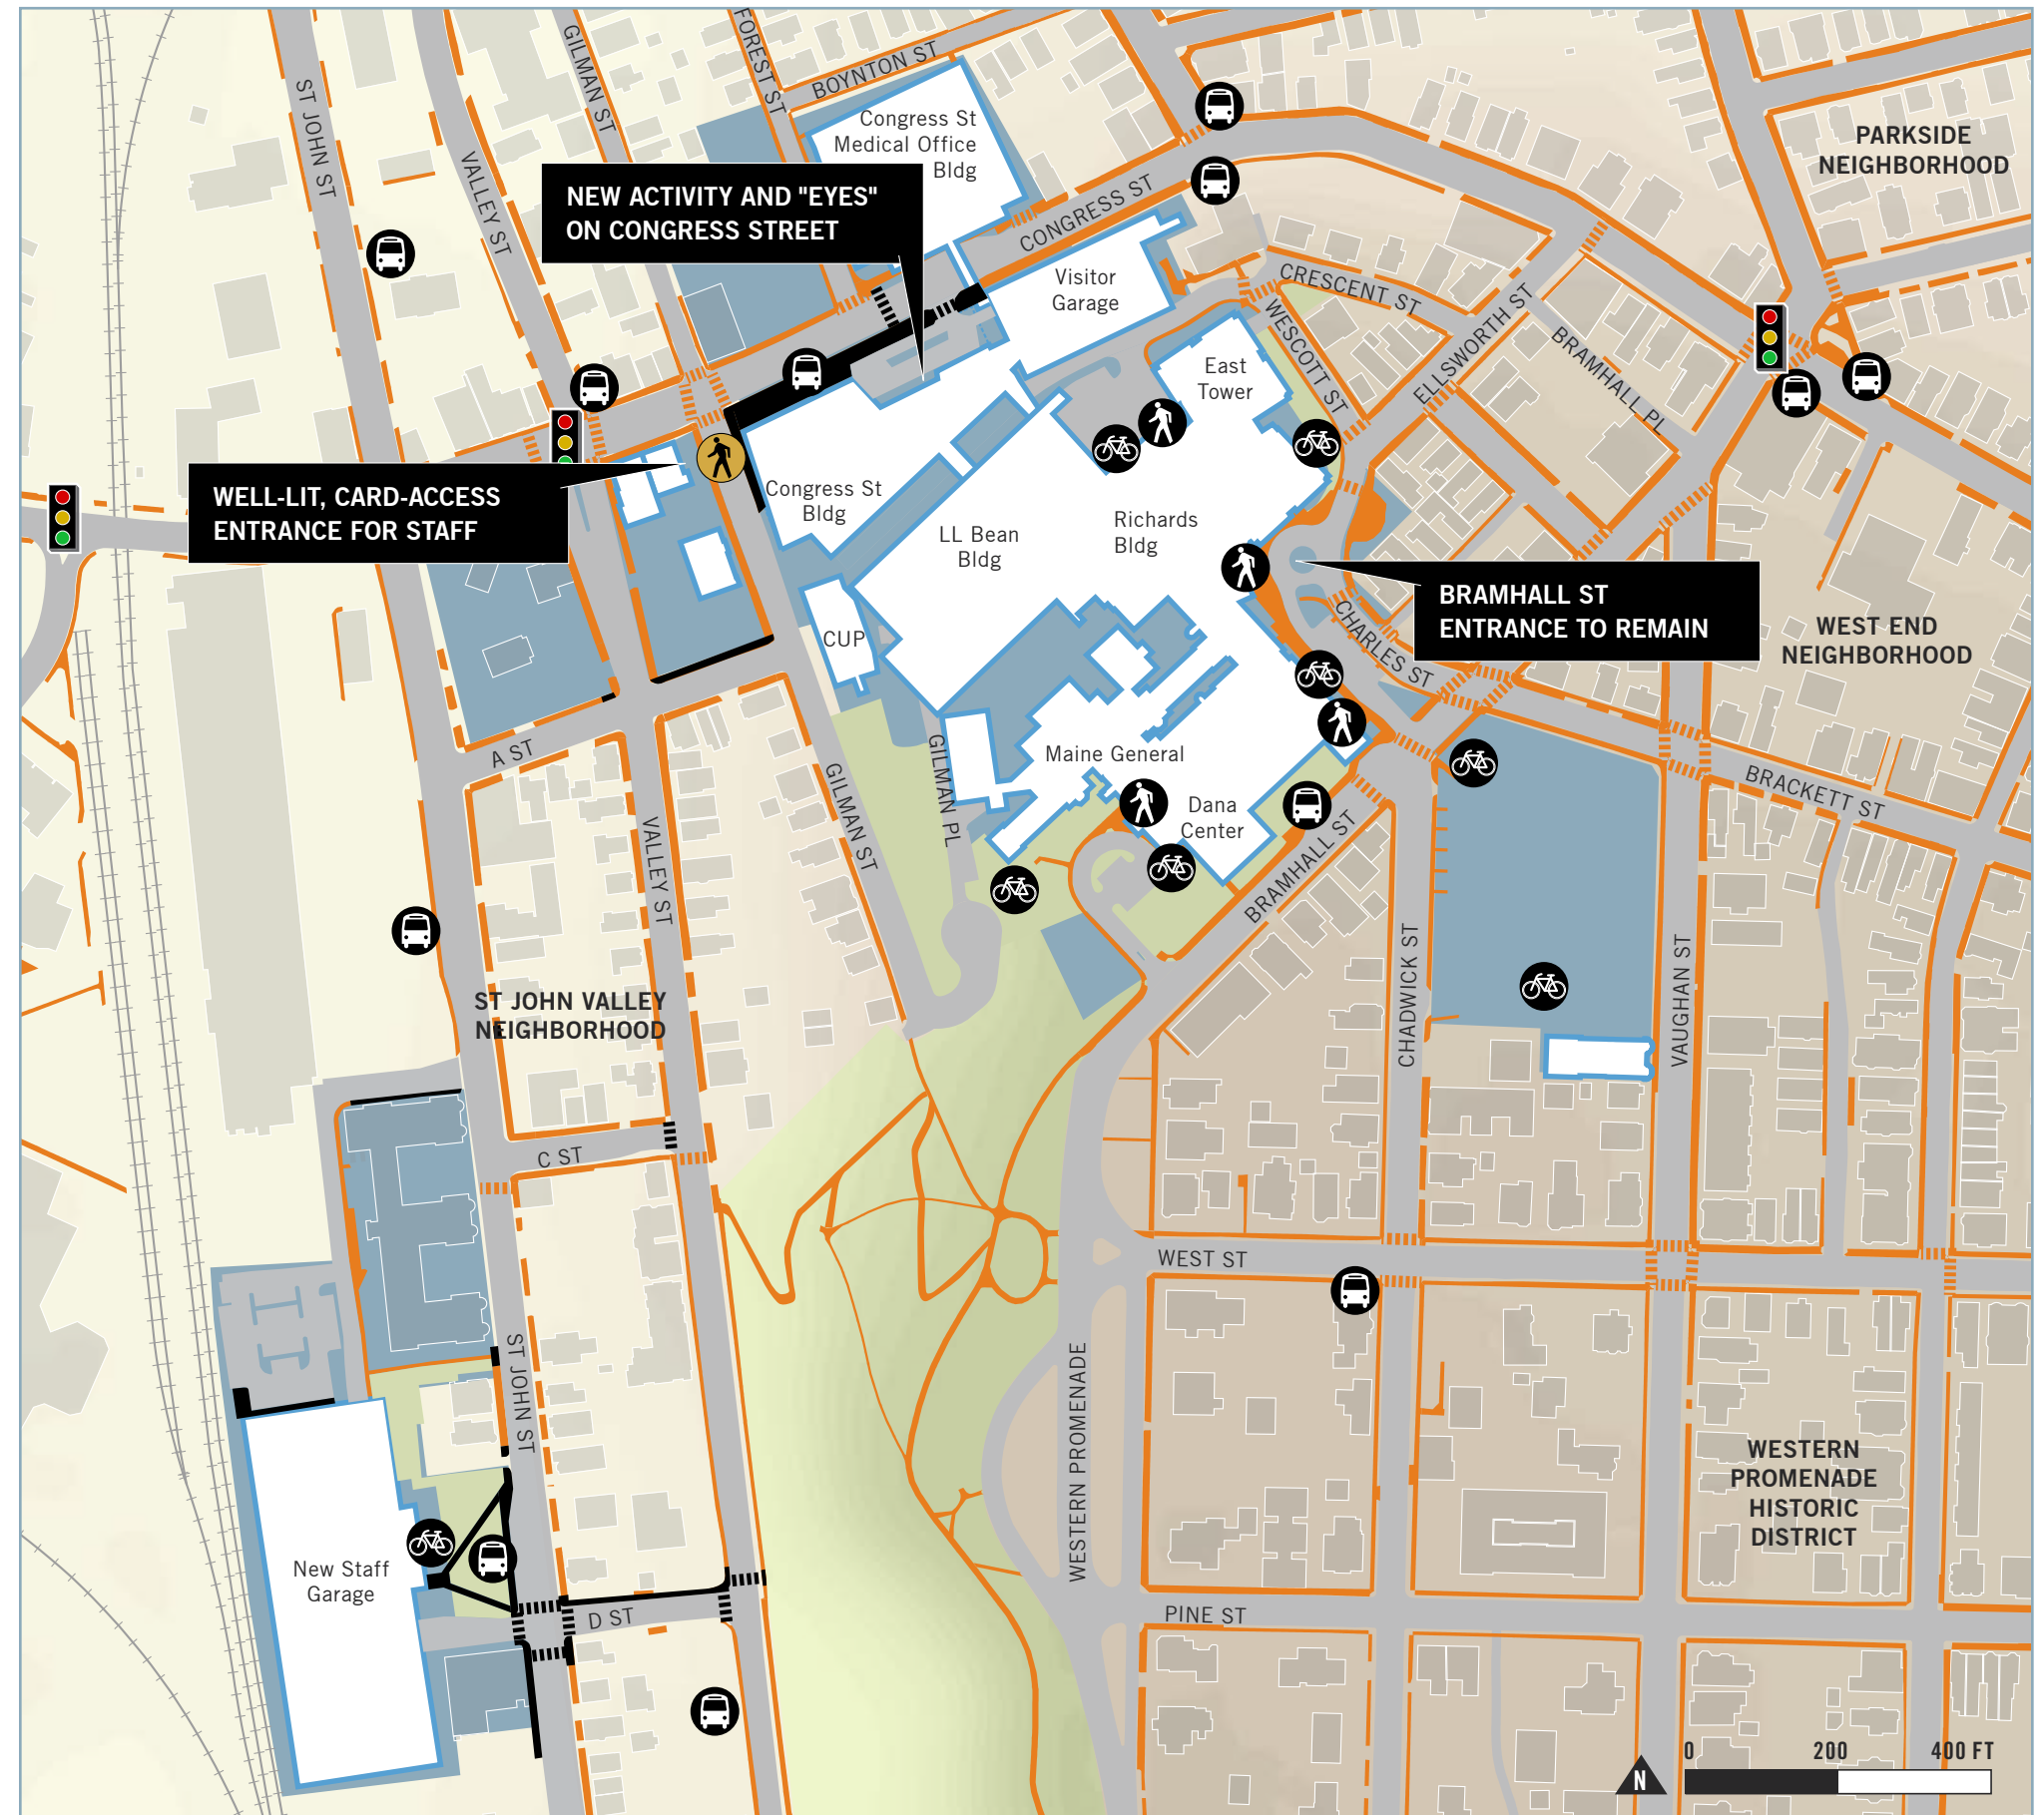 ST JOHN ST
VALLEY ST
GILMAN ST
FOREST ST
BOYNTON ST
Congress St
Medical Office
Bldg
PARKSIDE
NEIGHBORHOOD
NEW ACTIVITY AND "EYES"
ON CONGRESS STREET
CONGRESS ST
Visitor
Garage
CRESCENT ST
WESCOTT ST
ELLSWORTH ST
BRAMHALL PL
East
Tower
WELL-LIT, CARD-ACCESS
ENTRANCE FOR STAFF
Congress St
Bldg
LL Bean
Bldg
Richards
Bldg
BRAMHALL ST
ENTRANCE TO REMAIN
WEST END
NEIGHBORHOOD
CUP
CHARLES ST
A ST
GILMAN ST
GILMAN PL
Maine General
Dana
Center
BRAMHALL ST
BRACKETT ST
VALLEY ST
CHADWICK ST
VAUGHAN ST
ST JOHN VALLEY
NEIGHBORHOOD
C ST
WEST ST
ST JOHN ST
WESTERN PROMENADE
WESTERN
PROMENADE
HISTORIC
DISTRICT
New Staff
Garage
D ST
PINE ST
0 200 400 FT
N